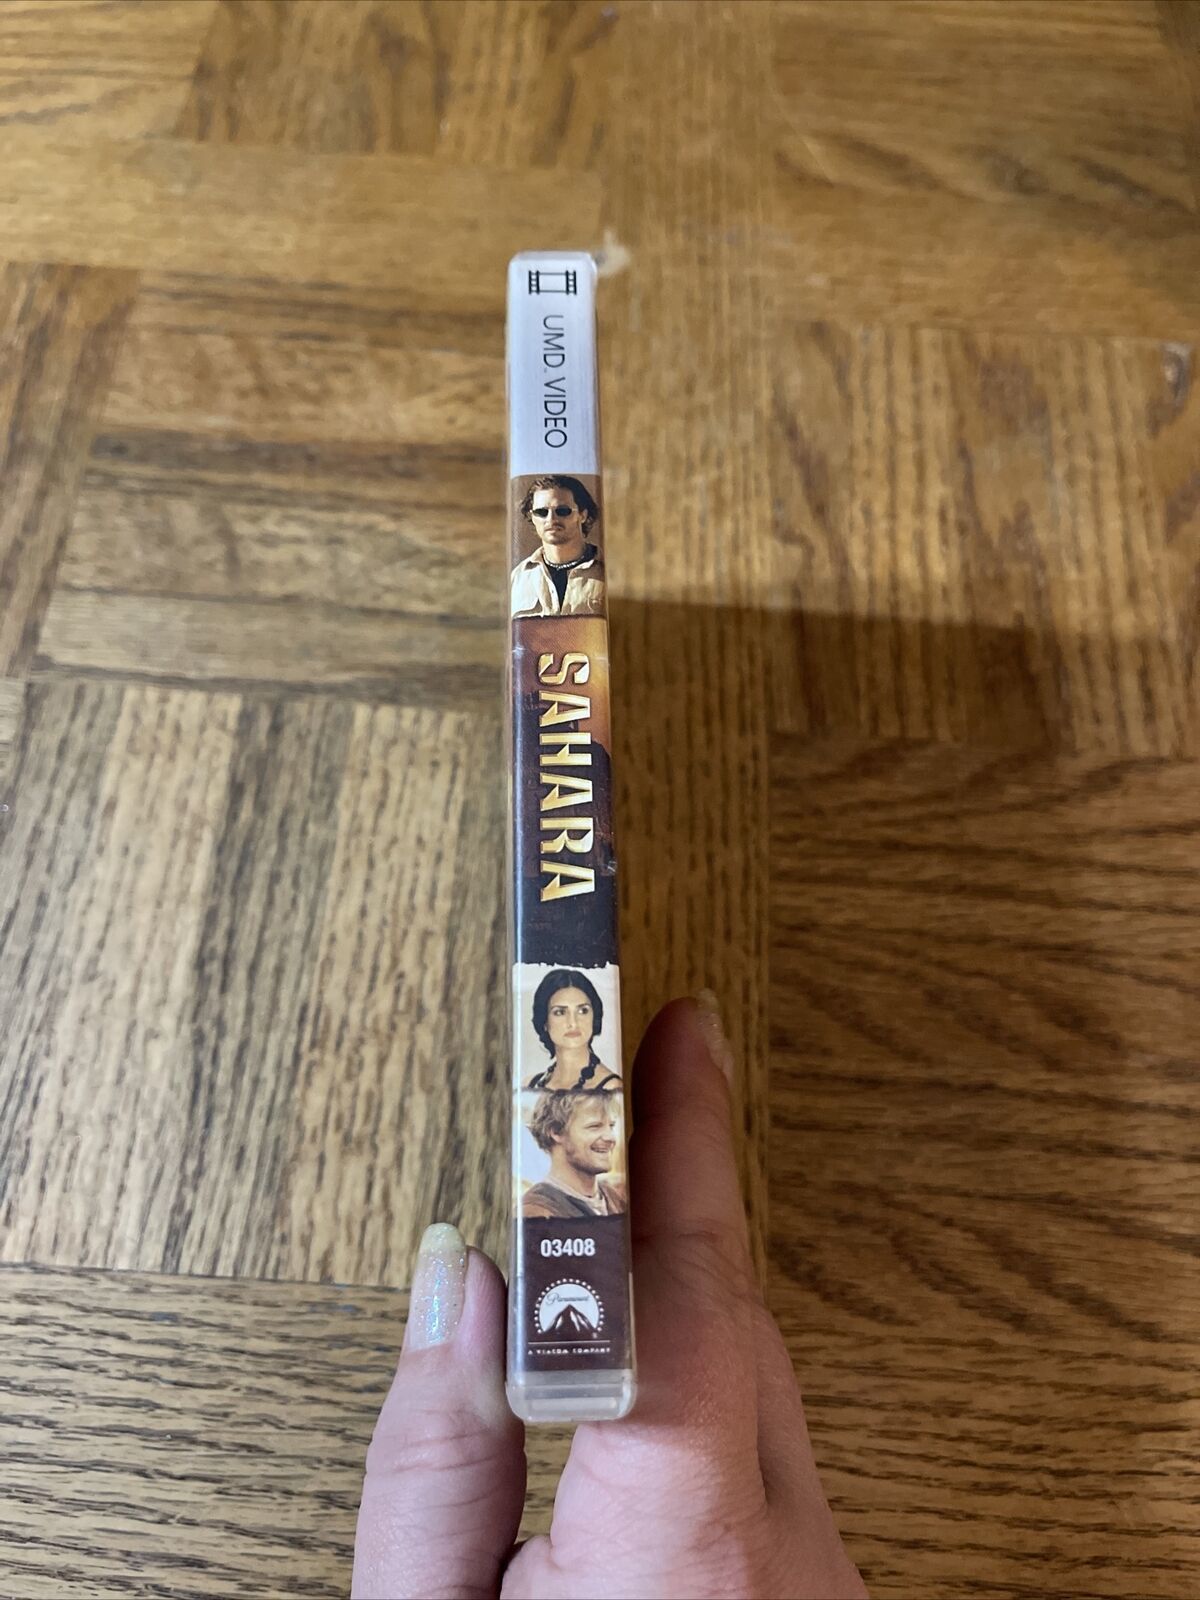 UMD VIDEO
SAHARA
03408
Paramount
A VIACOM COMPANY